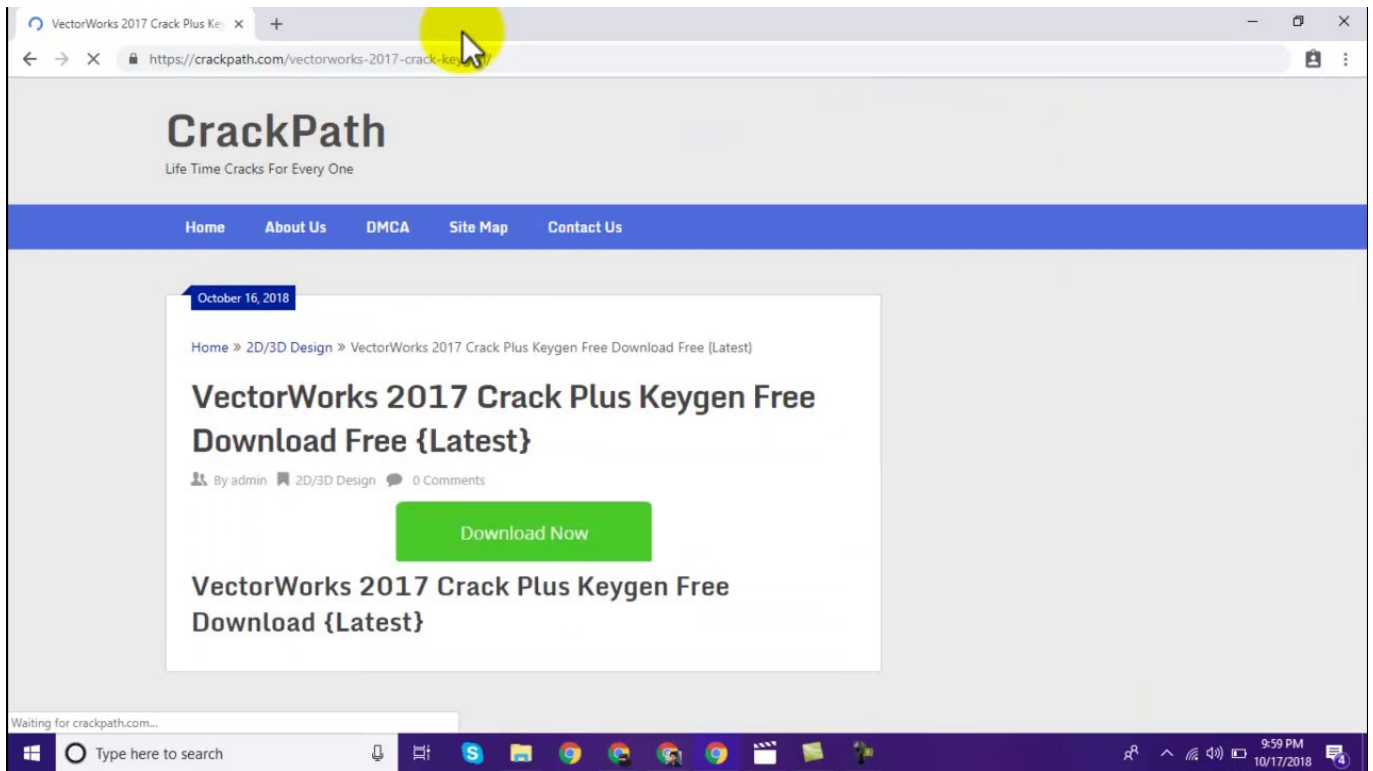 VectorWorks 2017 Crack Plus Key
https://crackpath.com/vectorworks-2017-crack-keygen/
CrackPath
Life Time Cracks For Every One
Home About Us DMCA Site Map Contact Us
October 16, 2018
Home » 2D/3D Design » VectorWorks 2017 Crack Plus Keygen Free Download Free {Latest}
VectorWorks 2017 Crack Plus Keygen Free
Download Free {Latest}
By admin 2D/3D Design 0 Comments
Download Now
VectorWorks 2017 Crack Plus Keygen Free
Download {Latest}
Waiting for crackpath.com...
Type here to search
9:59 PM
10/17/2018
4